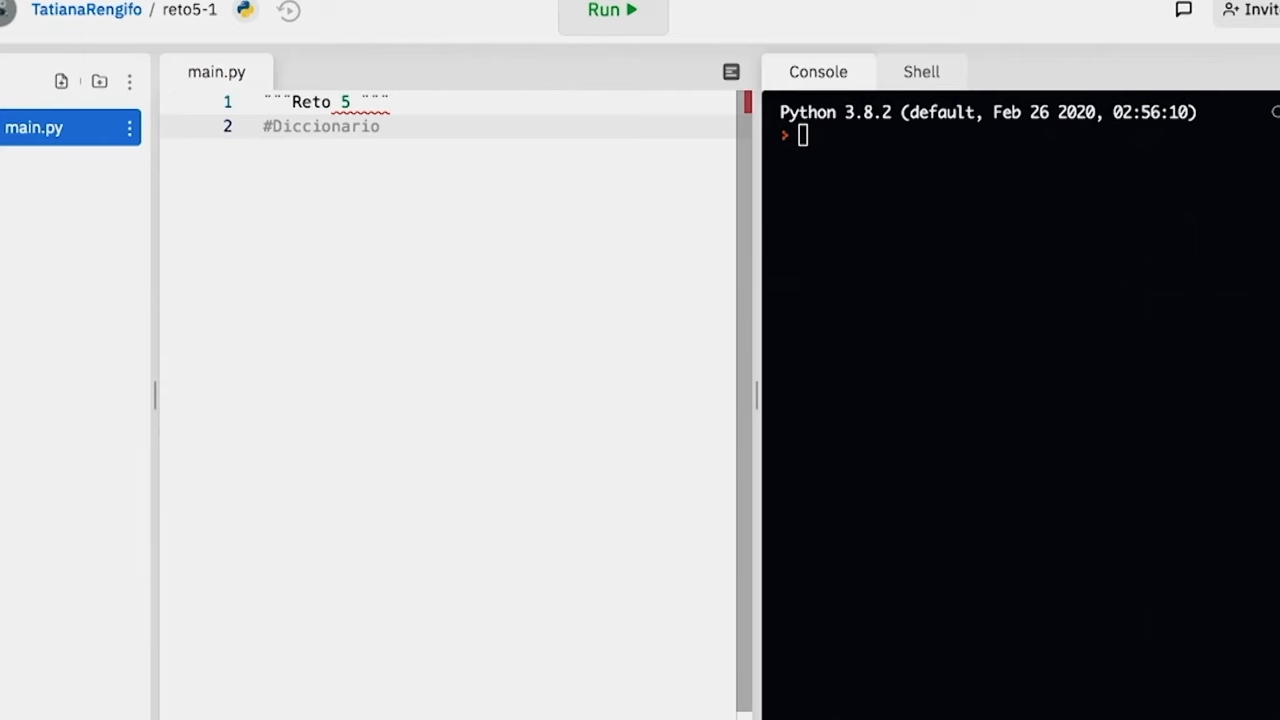 TatianaRengifo / reto5-1
Run
main.py
main.py
1 ¨¨¨Reto 5 ¨¨¨
2 #Diccionario
Console
Shell
Python 3.8.2 (default, Feb 26 2020, 02:56:10)
>